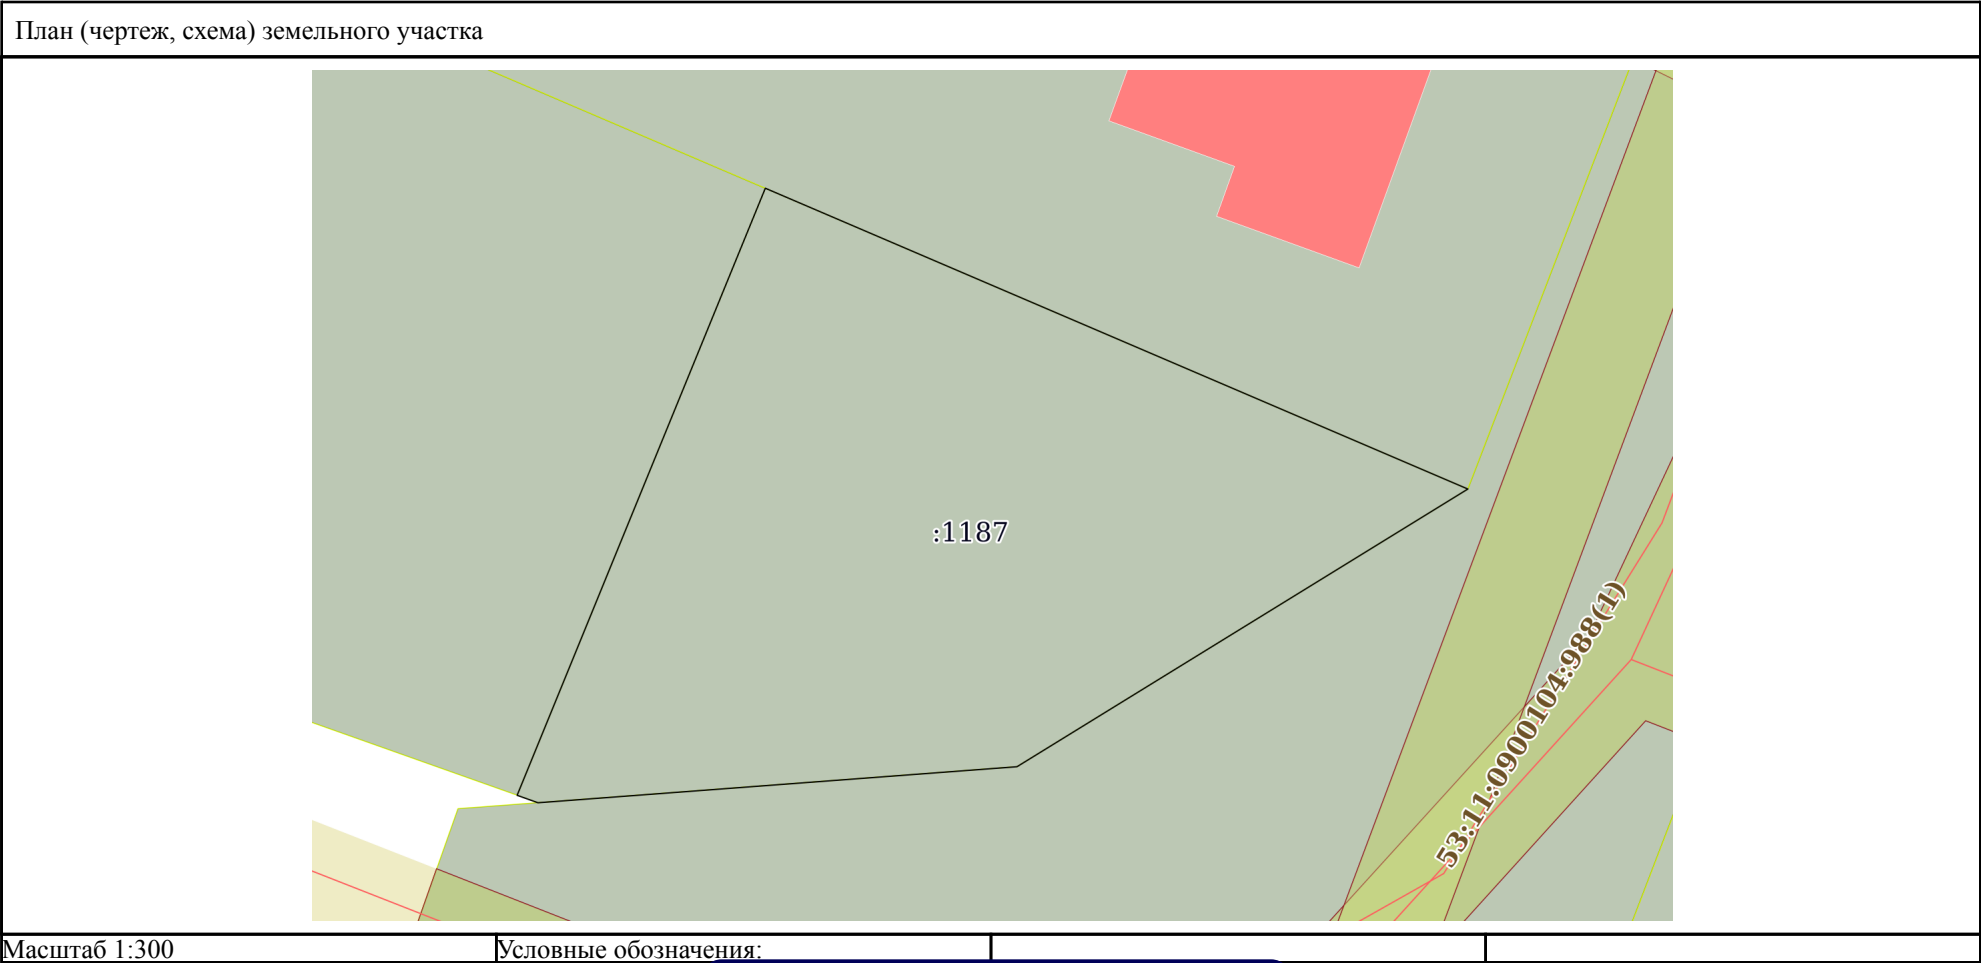 План (чертеж, схема) земельного участка
:1187
53:11:0900104:988(1)
Масштаб 1:300
Условные обозначения: